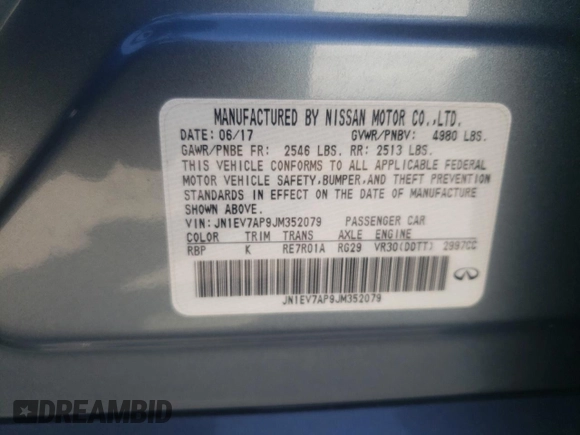 MANUFACTURED BY NISSAN MOTOR CO.,LTD.
DATE: 06/17 GVWR/PNBV: 4980 LBS.
GAWR/PNBE FR: 2546 LBS. RR: 2513 LBS.
THIS VEHICLE CONFORMS TO ALL APPLICABLE FEDERAL
MOTOR VEHICLE SAFETY,BUMPER,AND THEFT PREVENTION
STANDARDS IN EFFECT ON THE DATE OF MANUFACTURE
SHOWN ABOVE.
VIN: JN1EV7AP9JM352079 PASSENGER CAR
COLOR TRIM TRANS AXLE ENGINE
RBP K RE7R01A RG29 VR30(DDTT) 2997CC
JN1EV7AP9JM352079
DREAMBID